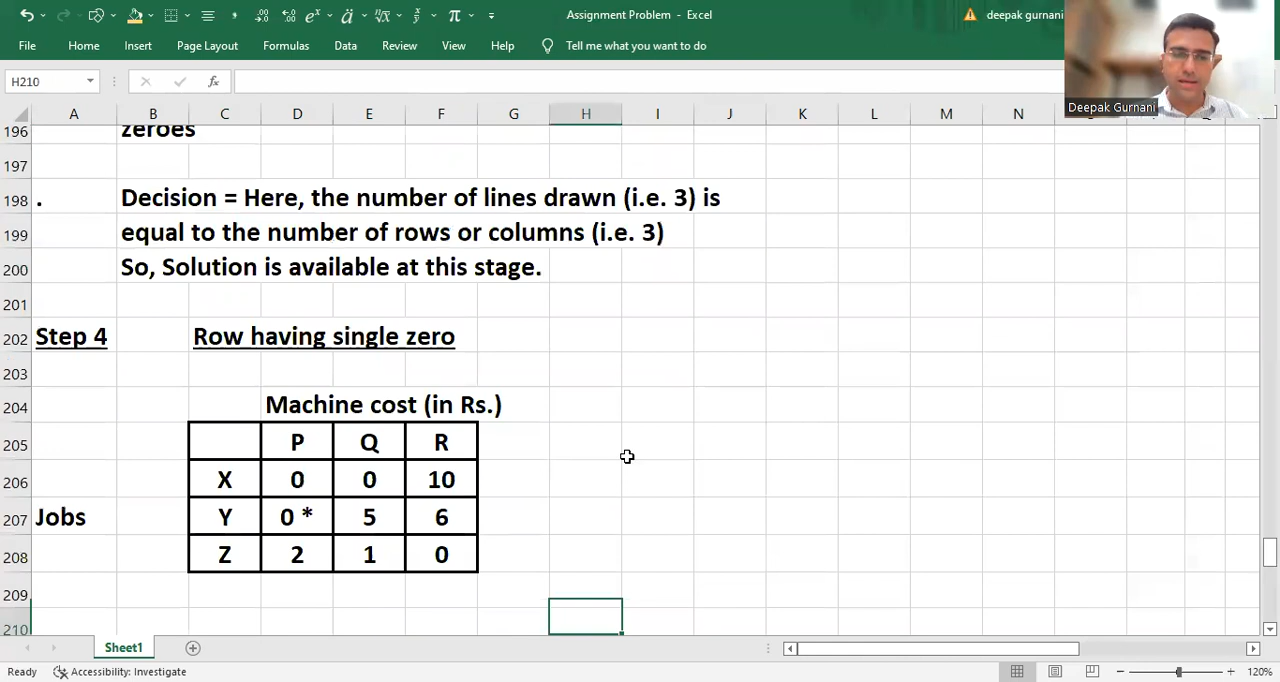 Assignment Problem - Excel
deepak gurnani
File Home Insert Page Layout Formulas Data Review View Help Tell me what you want to do
Deepak Gurnani
H210
fx
A B C D E F G H I J K L M N
196 zeroes
197
198 . Decision = Here, the number of lines drawn (i.e. 3) is
199 equal to the number of rows or columns (i.e. 3)
200 So, Solution is available at this stage.
201
202 Step 4 Row having single zero
203
204 Machine cost (in Rs.)
205 P Q R
206 X 0 0 10
207 Jobs Y 0 * 5 6
208 Z 2 1 0
209
210
Sheet1
Ready Accessibility: Investigate 120%